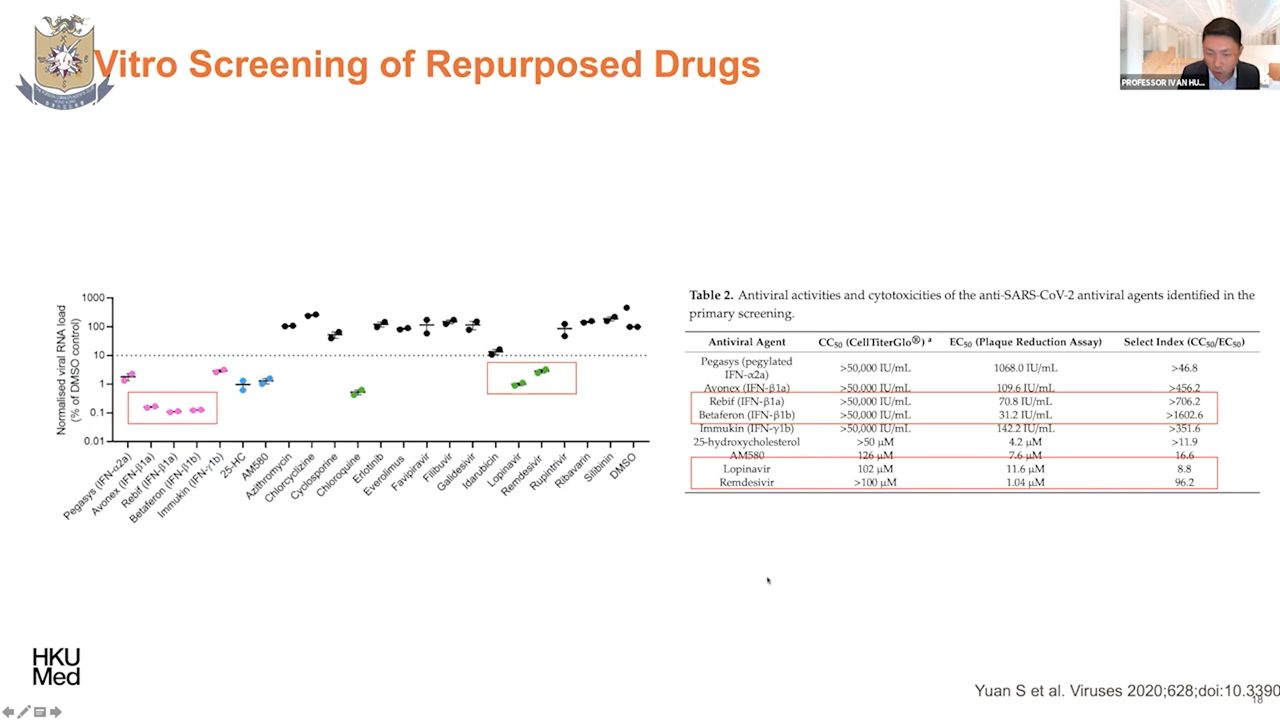 Vitro Screening of Repurposed Drugs
PROFESSOR IVAN HU...
Normalised viral RNA load
(% of DMSO control)
1000
100
10
1
0.1
0.01
Pegasys (IFN-α2a)
Avonex (IFN-β1a)
Rebif (IFN-β1a)
Betaferon (IFN-β1b)
Immukin (IFN-γ1b)
25-HC
AM580
Azithromycin
Chlorcyclizine
Cyclosporine
Chloroquine
Erlotinib
Everolimus
Favipiravir
Filibuvir
Galidesivir
Idarubicin
Lopinavir
Remdesivir
Rupintrivir
Ribavarin
Silibinin
DMSO
Table 2. Antiviral activities and cytotoxicities of the anti-SARS-CoV-2 antiviral agents identified in the
primary screening.
Antiviral Agent CC50 (CellTiterGlo®) a EC50 (Plaque Reduction Assay) Select Index (CC50/EC50)
Pegasys (pegylated
IFN-α2a) >50,000 IU/mL 1068.0 IU/mL >46.8
Avonex (IFN-β1a) >50,000 IU/mL 109.6 IU/mL >456.2
Rebif (IFN-β1a) >50,000 IU/mL 70.8 IU/mL >706.2
Betaferon (IFN-β1b) >50,000 IU/mL 31.2 IU/mL >1602.6
Immukin (IFN-γ1b) >50,000 IU/mL 142.2 IU/mL >351.6
25-hydroxycholesterol >50 µM 4.2 µM >11.9
AM580 126 µM 7.6 µM 16.6
Lopinavir 102 µM 11.6 µM 8.8
Remdesivir >100 µM 1.04 µM 96.2
HKU
Med
Yuan S et al. Viruses 2020;628;doi:10.3390
18